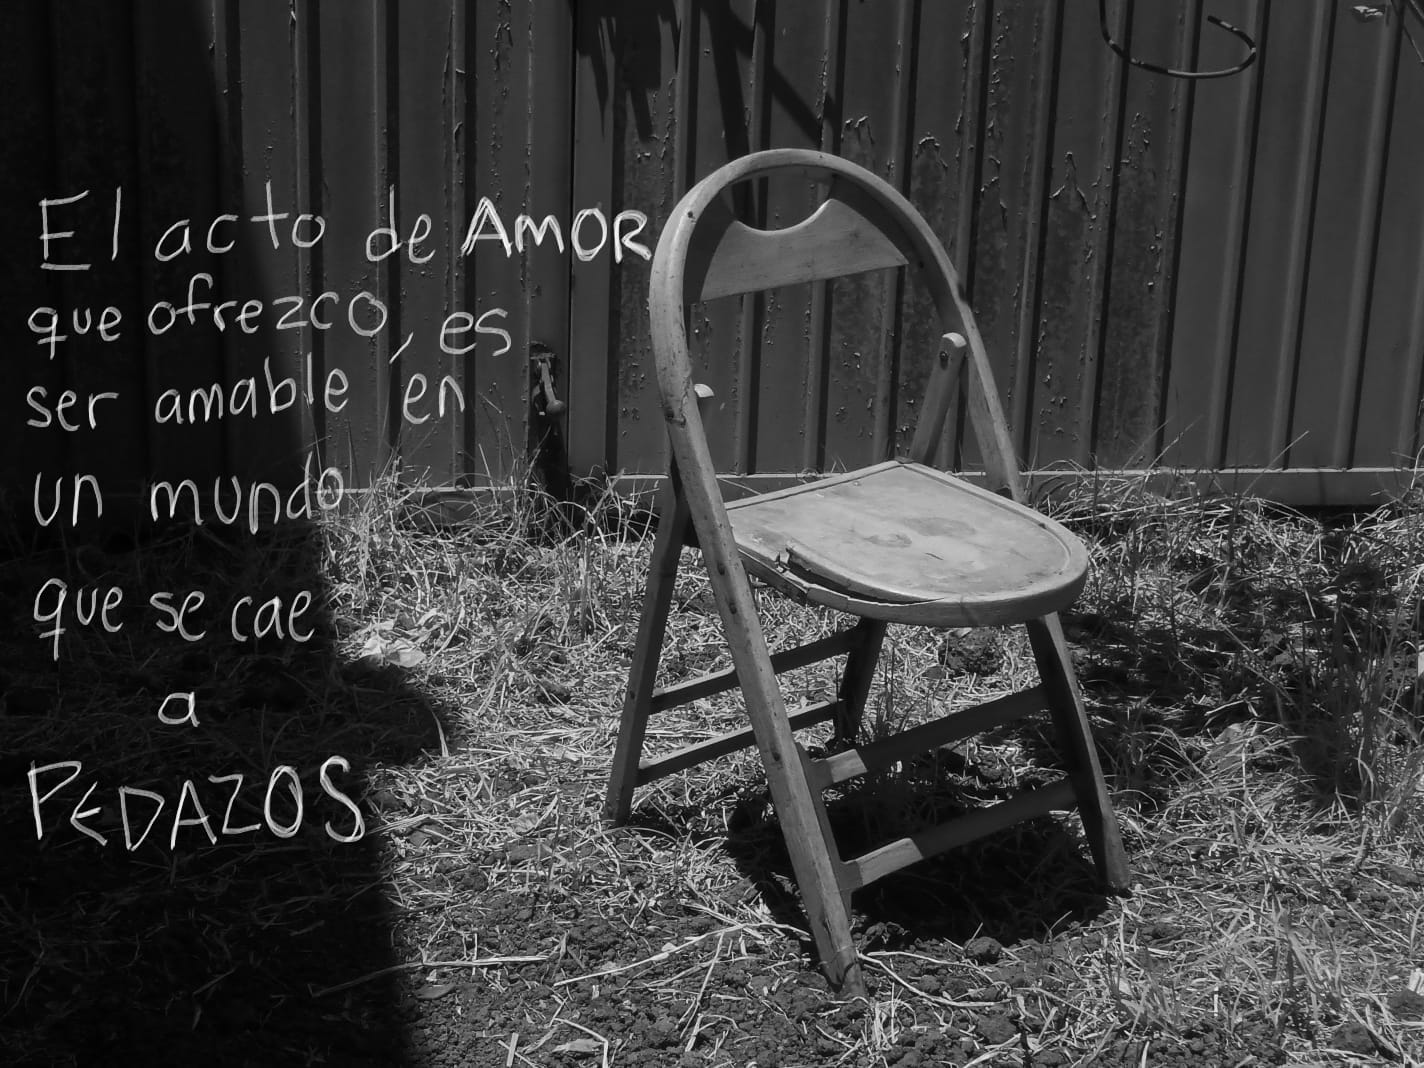 El acto de AMOR
que ofrezco, es
ser amable en
un mundo
que se cae
a
PEDAZOS